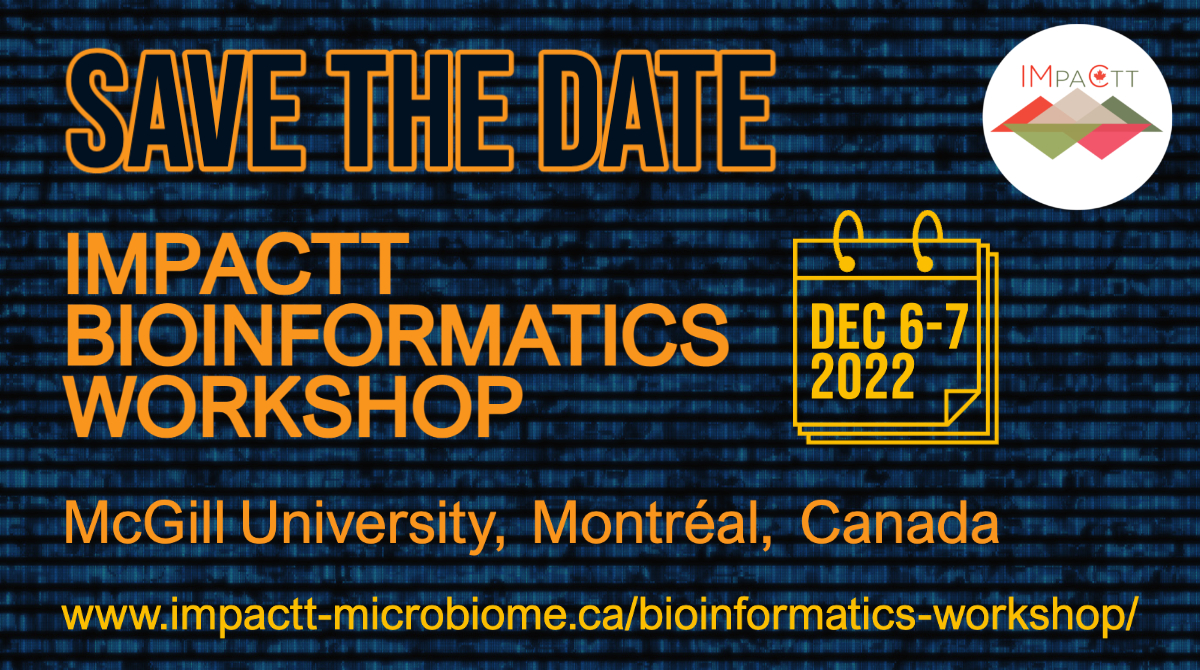 SAVE THE DATE
IMPACTT
IMPACTT
BIOINFORMATICS
WORKSHOP
DEC 6-7
2022
McGill University, Montréal, Canada
www.impactt-microbiome.ca/bioinformatics-workshop/